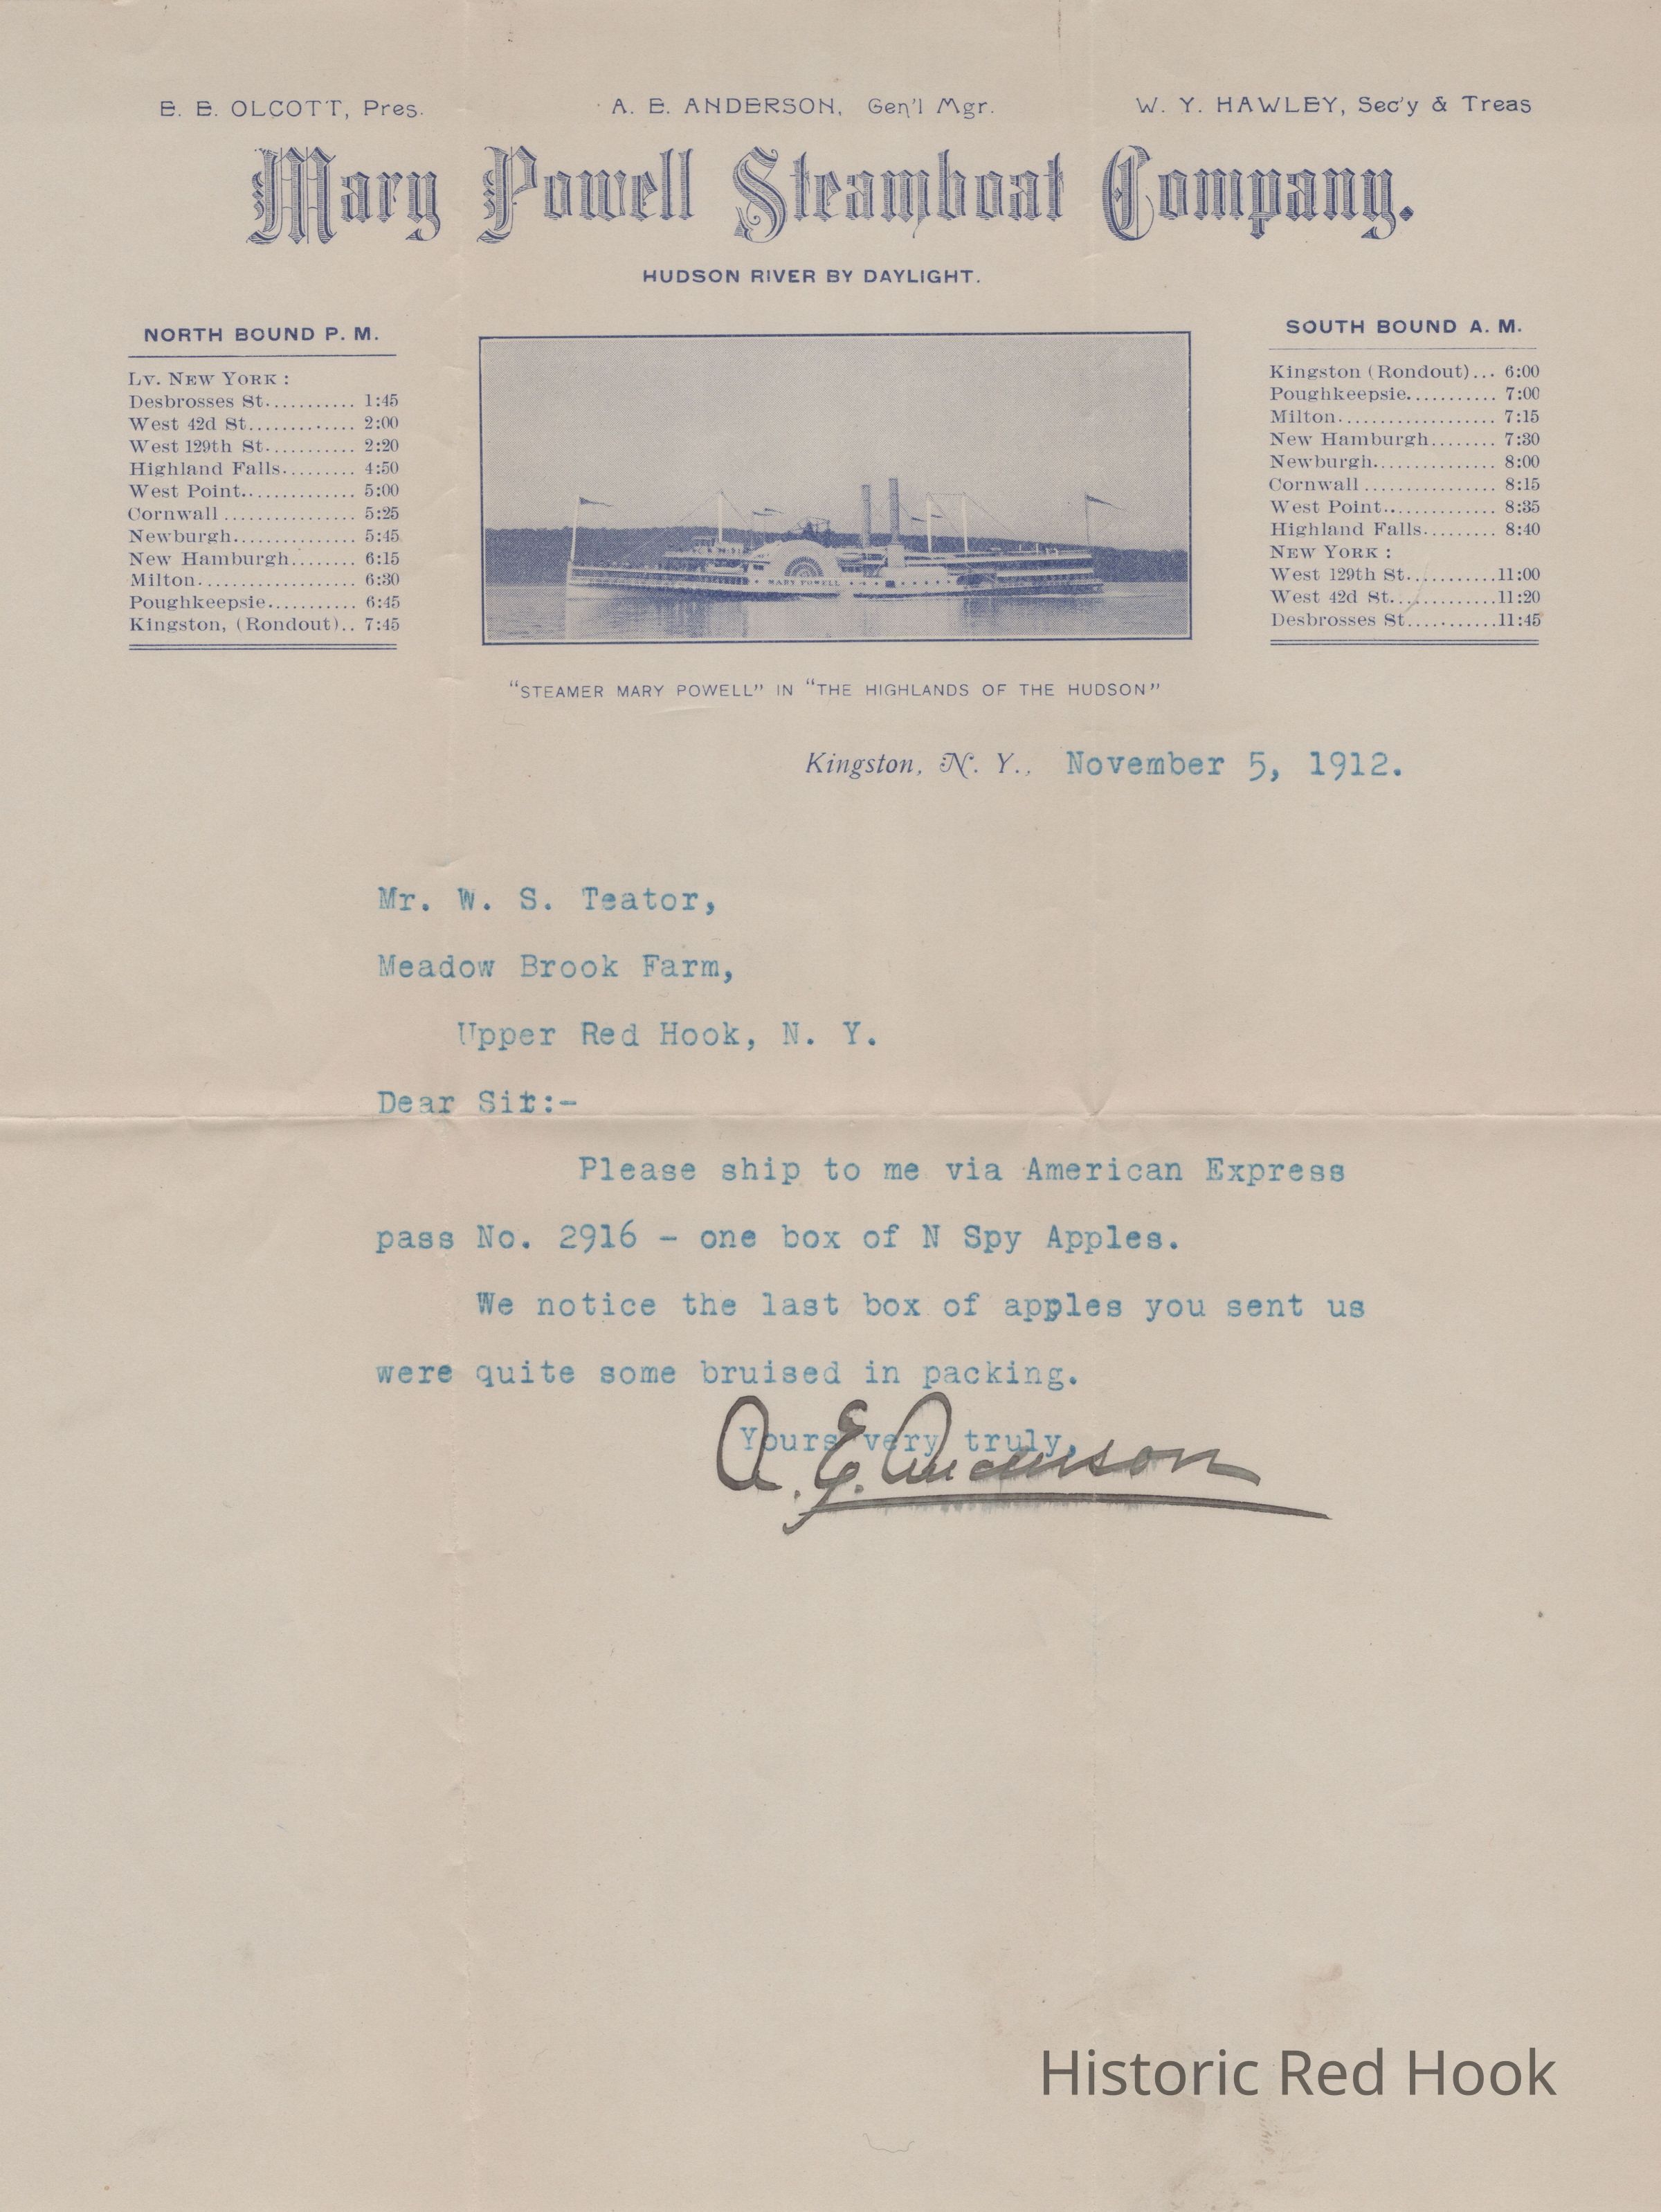 E. E. OLCOTT, Pres. A. E. ANDERSON, Gen'l Mgr. W. Y. HAWLEY, Sec'y & Treas
Mary Powell Steamboat Company.
HUDSON RIVER BY DAYLIGHT.
NORTH BOUND P. M.
LV. NEW YORK :
Desbrosses St........... 1:45
West 42d St............. 2:00
West 129th St........... 2:20
Highland Falls......... 4:50
West Point.............. 5:00
Cornwall ................ 5:25
Newburgh............... 5:45
New Hamburgh........ 6:15
Milton.................... 6:30
Poughkeepsie........... 6:45
Kingston, (Rondout).. 7:45
MARY POWELL
SOUTH BOUND A. M.
Kingston (Rondout)... 6:00
Poughkeepsie........... 7:00
Milton................... 7:15
New Hamburgh........ 7:30
Newburgh............... 8:00
Cornwall ................ 8:15
West Point.............. 8:35
Highland Falls......... 8:40
NEW YORK :
West 129th St...........11:00
West 42d St.............11:20
Desbrosses St...........11:45
"STEAMER MARY POWELL" IN "THE HIGHLANDS OF THE HUDSON"
Kingston, N. Y., November 5, 1912.
Mr. W. S. Teator,
Meadow Brook Farm,
Upper Red Hook, N. Y.
Dear Sir:-
Please ship to me via American Express
pass No. 2916 - one box of N Spy Apples.
We notice the last box of apples you sent us
were quite some bruised in packing.
Yours very truly,
A. E. Anderson
Historic Red Hook